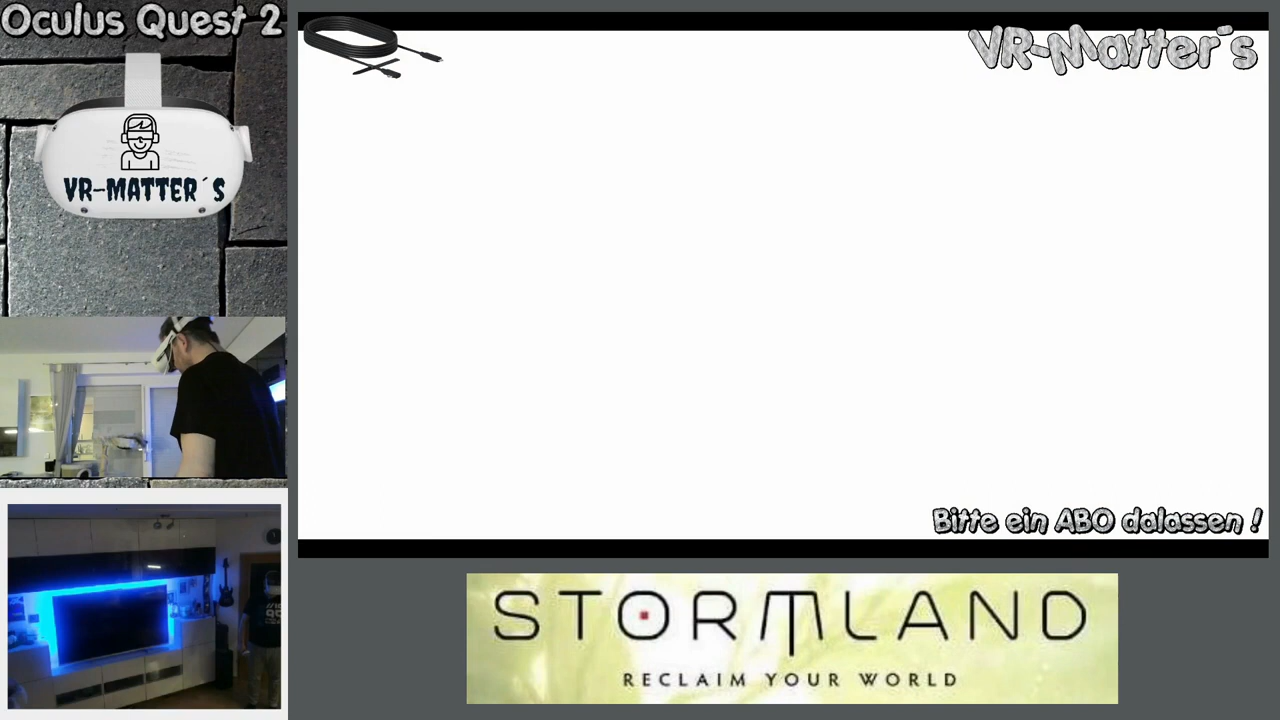 Oculus Quest 2
VR-MATTER´S
VR-Matter´s
Bitte ein ABO dalassen !
STORMLAND
RECLAIM YOUR WORLD